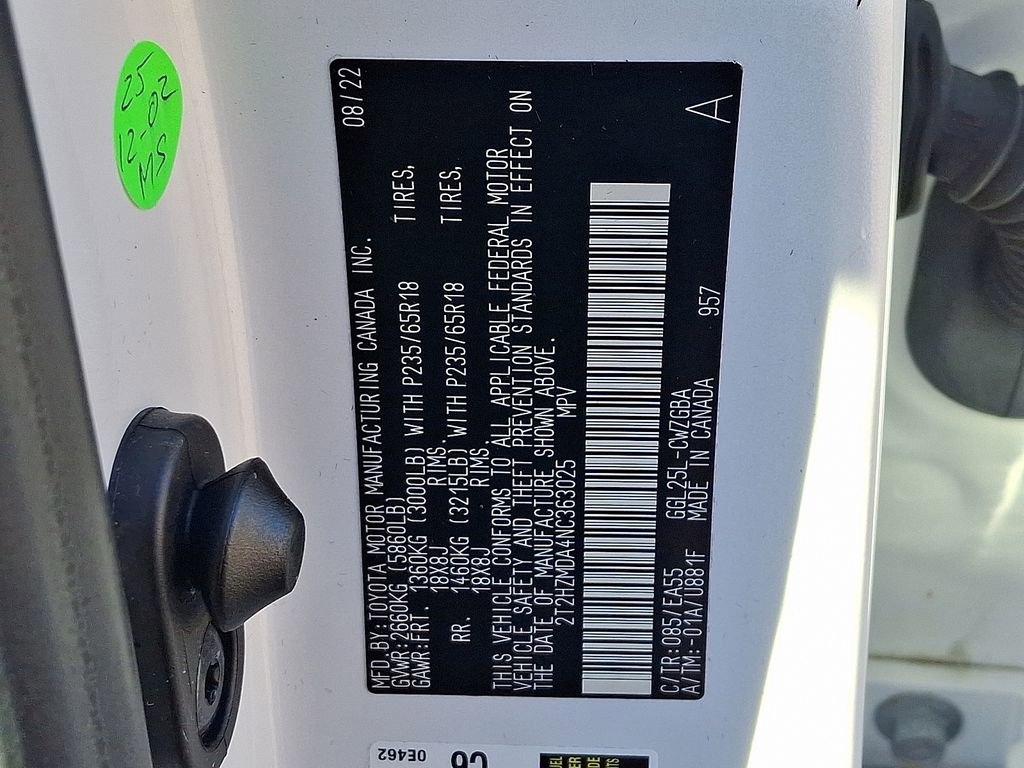 25
12-02
MS
08/22
MFD.BY:TOYOTA MOTOR MANUFACTURING CANADA INC.
GVWR:2660KG (5860LB)
GAWR:FRT. 1360KG (3000LB) WITH P235/65R18 TIRES,
18X8J RIMS.
RR. 1460KG (3215LB) WITH P235/65R18 TIRES,
18X8J RIMS.
THIS VEHICLE CONFORMS TO ALL APPLICABLE FEDERAL MOTOR
VEHICLE SAFETY AND THEFT PREVENTION STANDARDS IN EFFECT ON
THE DATE OF MANUFACTURE SHOWN ABOVE.
2T2HZMDA4NC363025 MPV
C/TR:085/EA55 GGL25L-CWZGBA 957
A/TM:-01A/U881F MADE IN CANADA
A
0E462